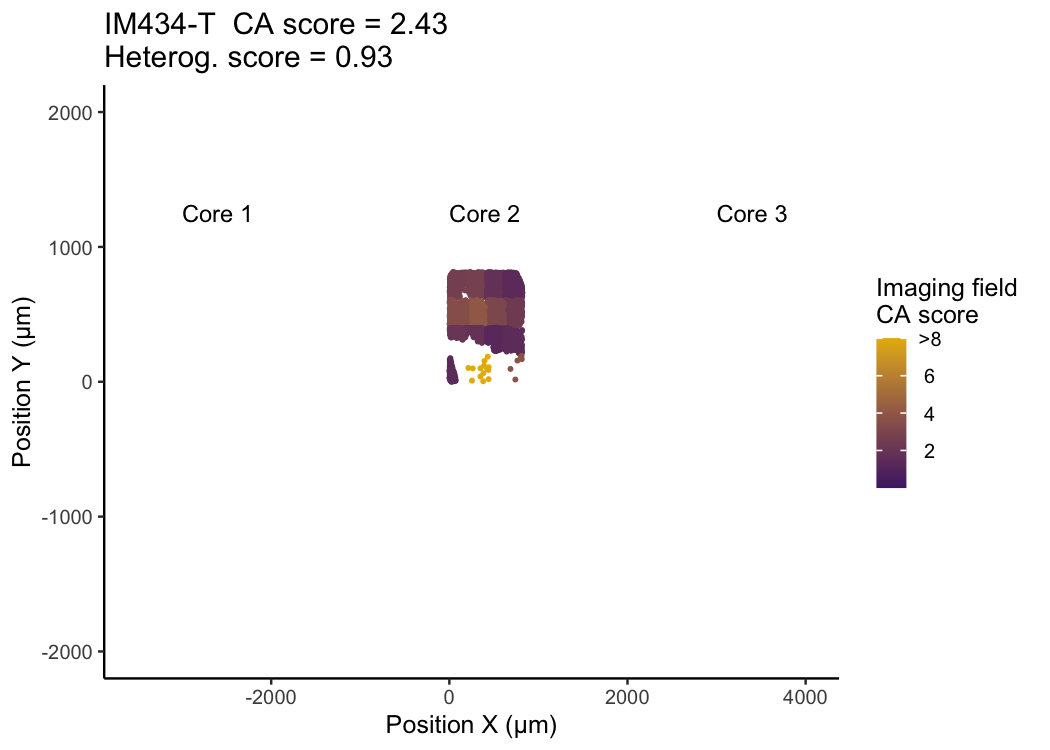 IM434-T  CA score = 2.43
Heterog. score = 0.93
2000
Core 1
Core 2
Core 3
1000
0
-1000
-2000
Position Y (µm)
-2000
0
2000
4000
Position X (µm)
Imaging field
CA score
>8
6
4
2